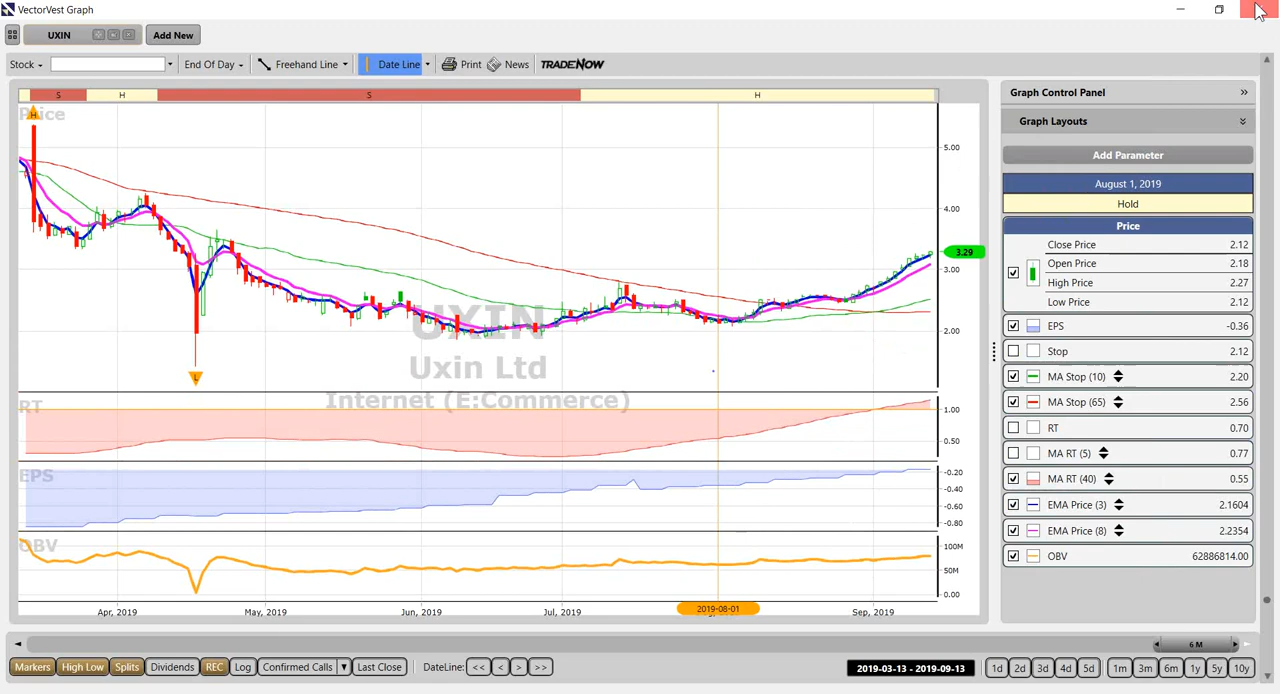 VectorVest Graph
UXIN
Add New
Stock
End Of Day
Freehand Line
Date Line
Print
News
TRADENOW
S
H
S
H
Price
H
L
5.00
4.00
3.29
3.00
2.00
UXIN
Uxin Ltd
Internet (E:Commerce)
RT
1.00
0.50
EPS
-0.20
-0.40
-0.60
-0.80
OBV
100M
50M
0.00
Apr, 2019
May, 2019
Jun, 2019
Jul, 2019
2019-08-01
Sep, 2019
Graph Control Panel
Graph Layouts
Add Parameter
August 1, 2019
Hold
Price
Close Price 2.12
Open Price 2.18
High Price 2.27
Low Price 2.12
EPS -0.36
Stop 2.12
MA Stop (10) 2.20
MA Stop (65) 2.56
RT 0.70
MA RT (5) 0.77
MA RT (40) 0.55
EMA Price (3) 2.1604
EMA Price (8) 2.2354
OBV 62886814.00
6 M
Markers
High Low
Splits
Dividends
REC
Log
Confirmed Calls
Last Close
DateLine:
<<
<
>
>>
2019-03-13 - 2019-09-13
1d
2d
3d
4d
5d
1m
3m
6m
1y
5y
10y